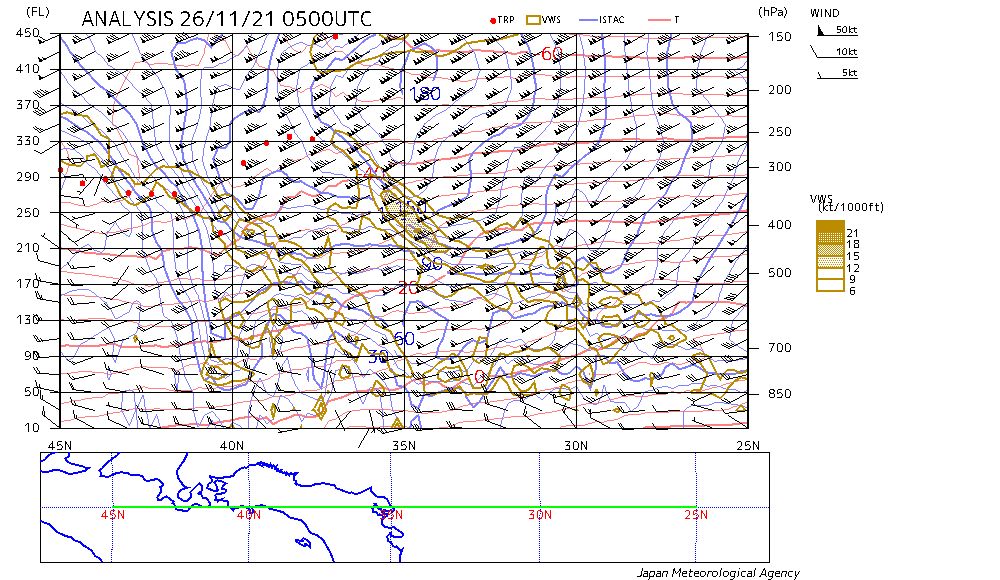 (FL) ANALYSIS 26/11/21 0500UTC TRP VWS ISTAC T (hPa) WIND
450 150
50kt
10kt
5kt
410
370 200
330 250
290 300
250 400
210
170 500
130
90 700
50 850
10
-60
180
-40
90
-20
60
30
0
45N 40N 35N 30N 25N
VWS
(kt/1000ft)
21
18
15
12
9
6
45N 40N 35N 30N 25N
Japan Meteorological Agency